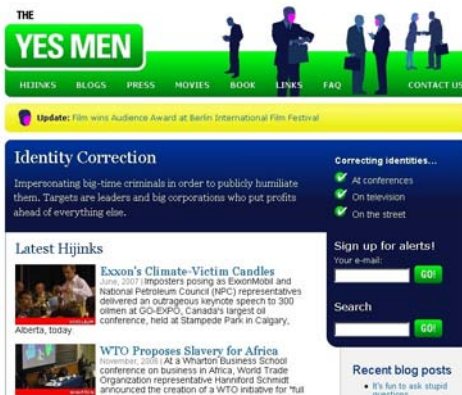 THE
YES MEN
HIJINKS BLOGS PRESS MOVIES BOOK LINKS FAQ CONTACT US
Update: Film wins Audience Award at Berlin International Film Festival
Identity Correction
Impersonating big-time criminals in order to publicly humiliate
them. Targets are leaders and big corporations who put profits
ahead of everything else.
Correcting identities...
At conferences
On television
On the street
Latest Hijinks
Exxon's Climate-Victim Candles
June, 2007 | Imposters posing as ExxonMobil and
National Petroleum Council (NPC) representatives
delivered an outrageous keynote speech to 300
oilmen at GO-EXPO, Canada's largest oil
conference, held at Stampede Park in Calgary,
Alberta, today.
WTO Proposes Slavery for Africa
November, 2006 | At a Wharton Business School
conference on business in Africa, World Trade
Organization representative Hanniford Schmidt
announced the creation of a WTO initiative for "full
Sign up for alerts!
Your e-mail:
GO!
Search
GO!
Recent blog posts
It's fun to ask stupid
questions